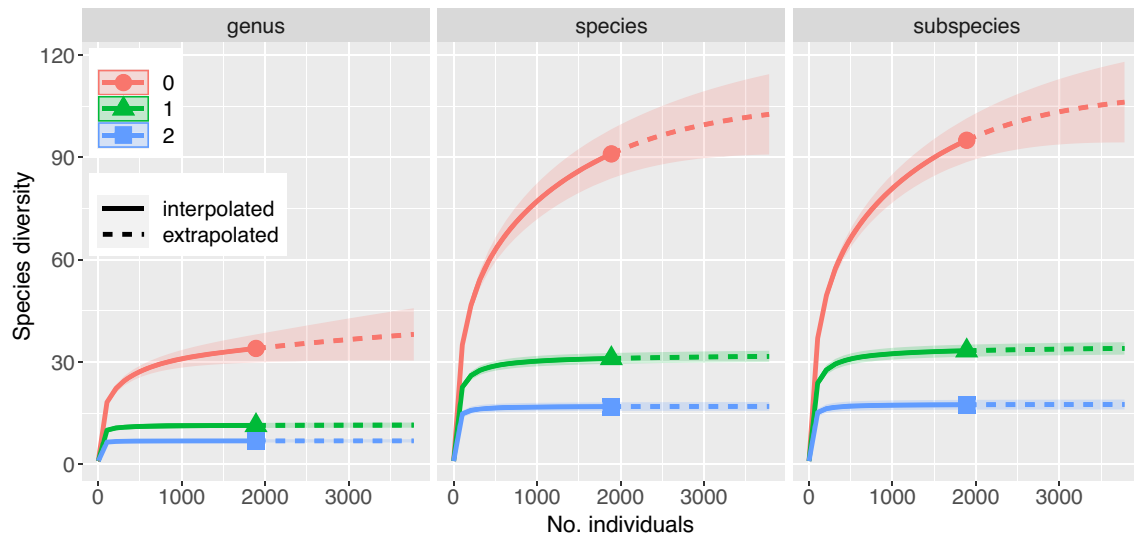 genus species subspecies
120
90
60
30
0
Species diversity
0
1
2
interpolated
extrapolated
0 1000 2000 3000 0 1000 2000 3000 0 1000 2000 3000
No. individuals